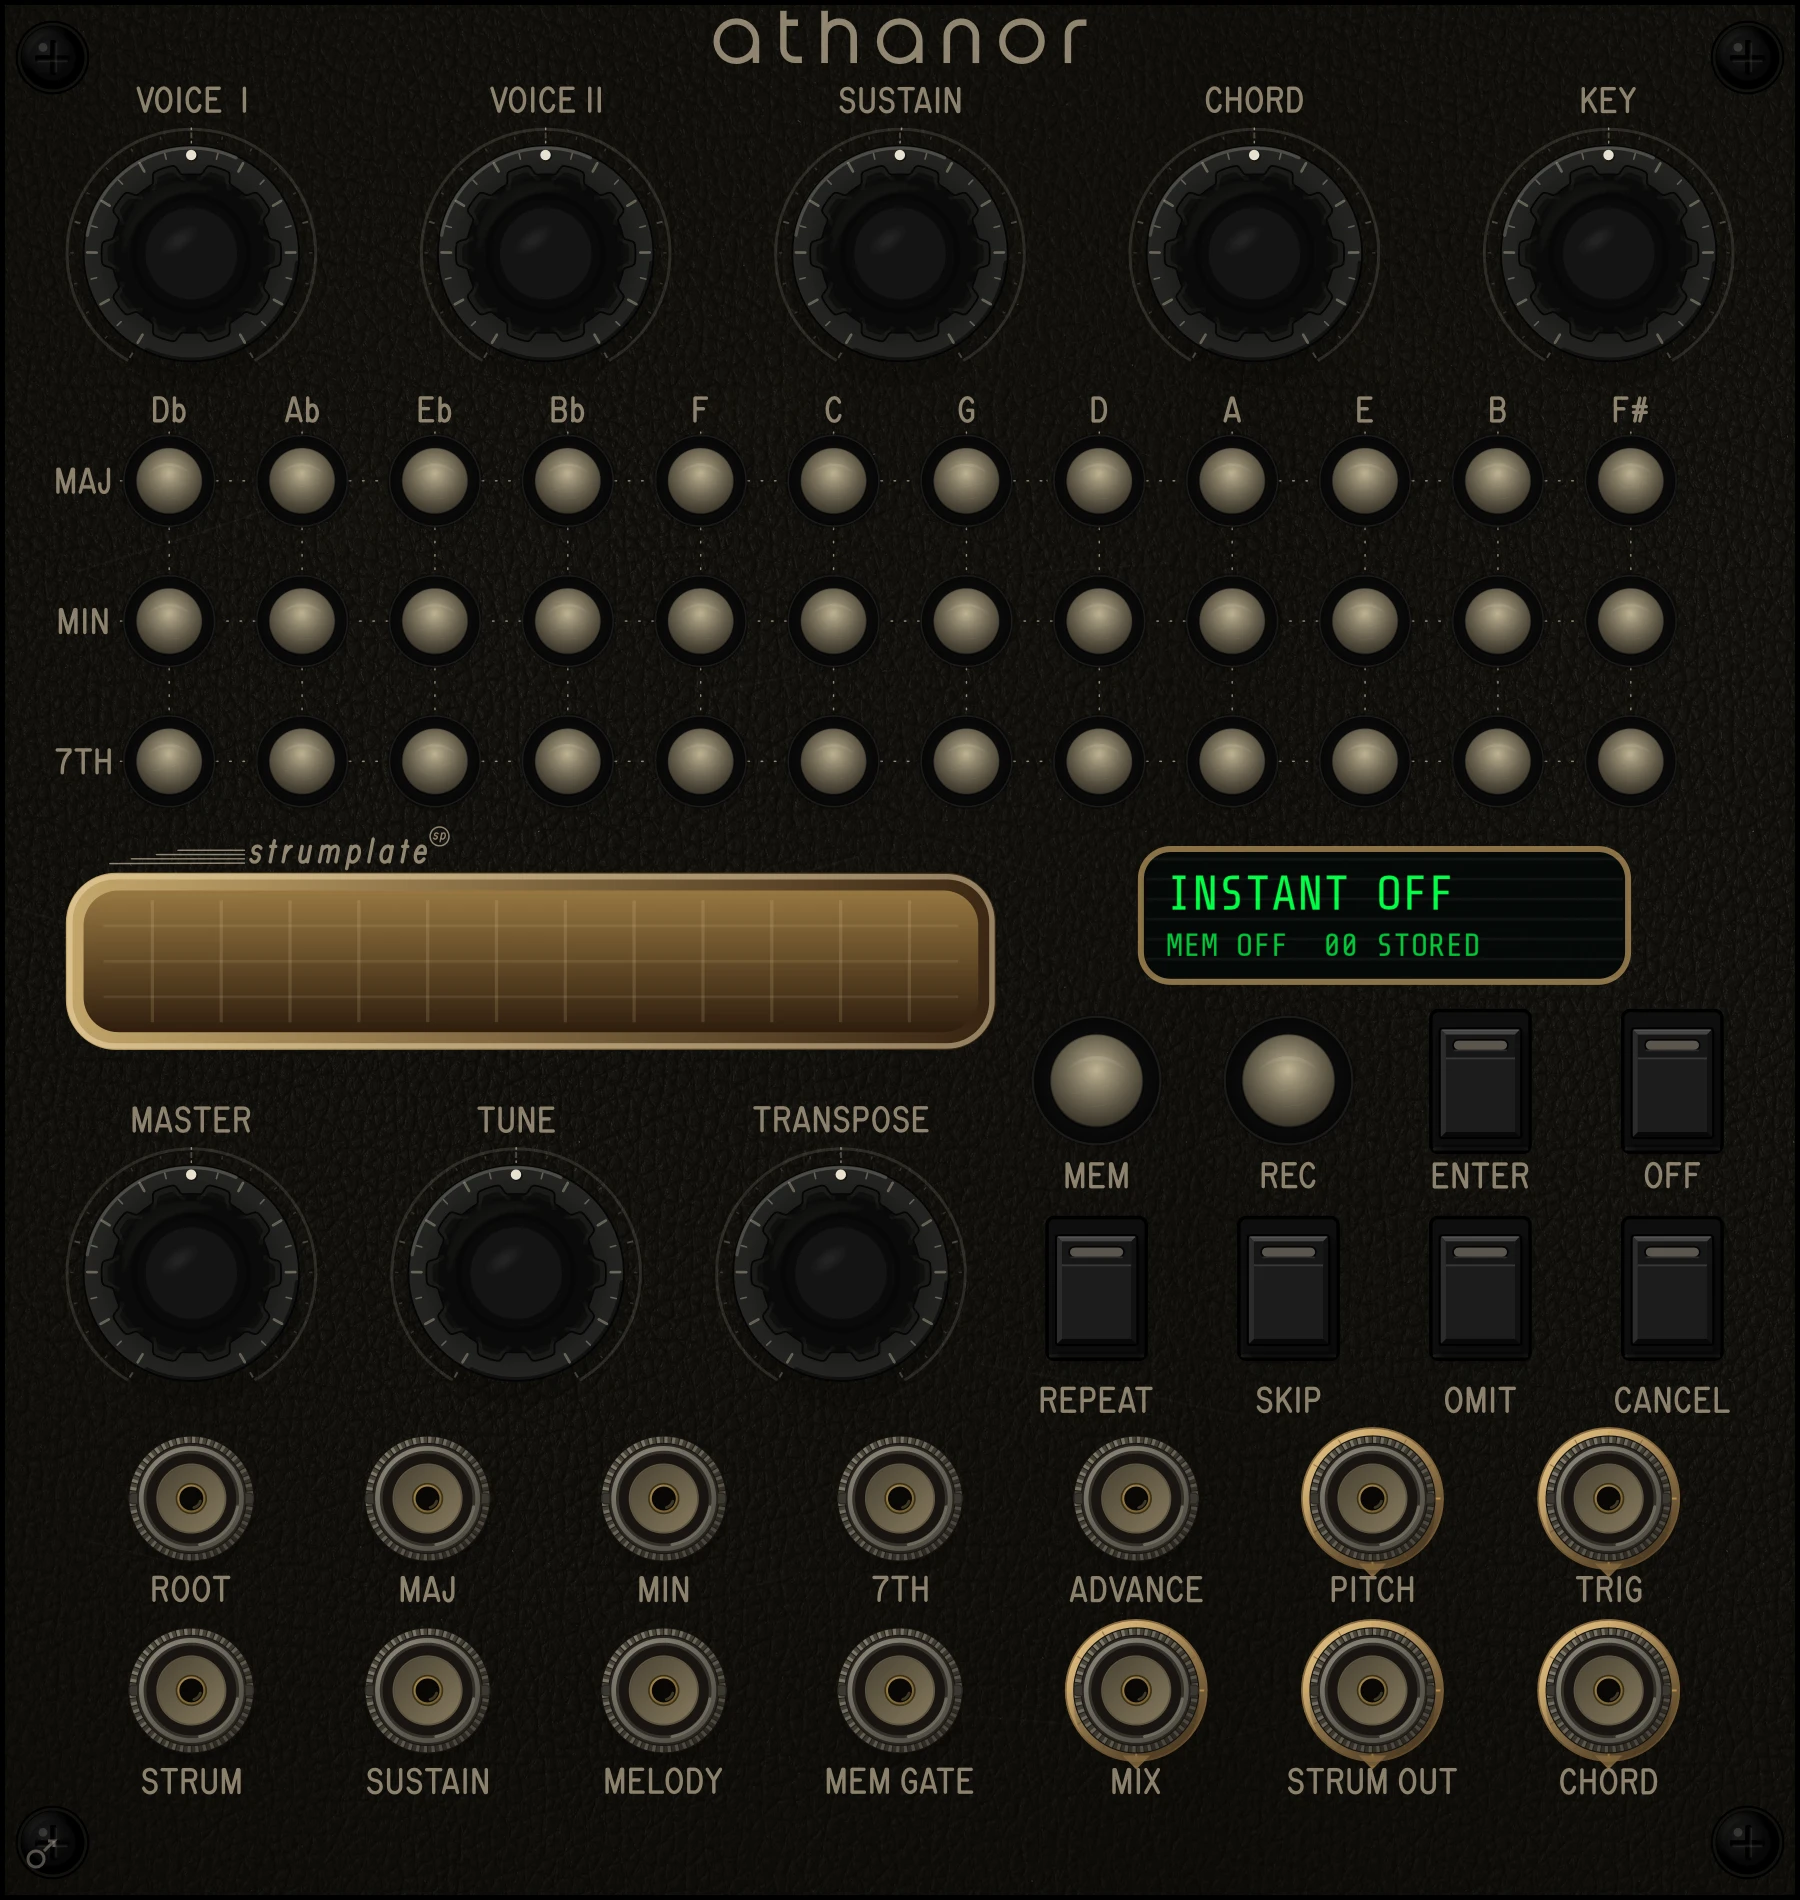 athanor
VOICE I VOICE II SUSTAIN CHORD KEY
Db Ab Eb Bb F C G D A E B F#
MAJ
MIN
7TH
strumplate sp
INSTANT OFF
MEM OFF 00 STORED
MASTER TUNE TRANSPOSE
MEM REC ENTER OFF
REPEAT SKIP OMIT CANCEL
ROOT MAJ MIN 7TH ADVANCE PITCH TRIG
STRUM SUSTAIN MELODY MEM GATE MIX STRUM OUT CHORD